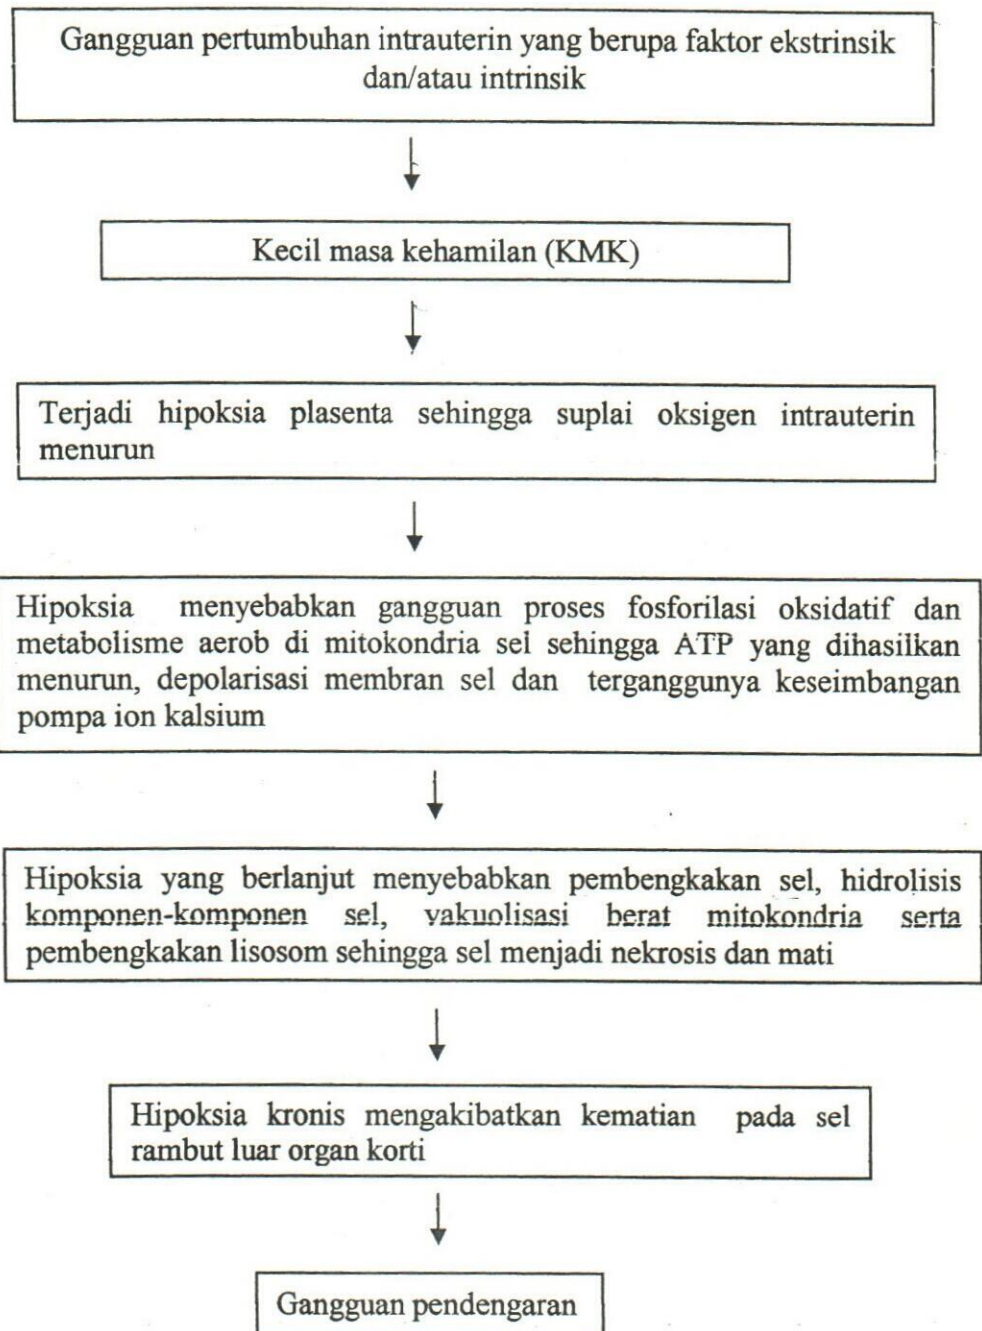 Gangguan pertumbuhan intrauterin yang berupa faktor ekstrinsik
dan/atau intrinsik
Kecil masa kehamilan (KMK)
Terjadi hipoksia plasenta sehingga suplai oksigen intrauterin
menurun
Hipoksia menyebabkan gangguan proses fosforilasi oksidatif dan
metabolisme aerob di mitokondria sel sehingga ATP yang dihasilkan
menurun, depolarisasi membran sel dan terganggunya keseimbangan
pompa ion kalsium
Hipoksia yang berlanjut menyebabkan pembengkakan sel, hidrolisis
komponen-komponen sel, vakuolisasi berat mitokondria serta
pembengkakan lisosom sehingga sel menjadi nekrosis dan mati
Hipoksia kronis mengakibatkan kematian pada sel
rambut luar organ korti
Gangguan pendengaran